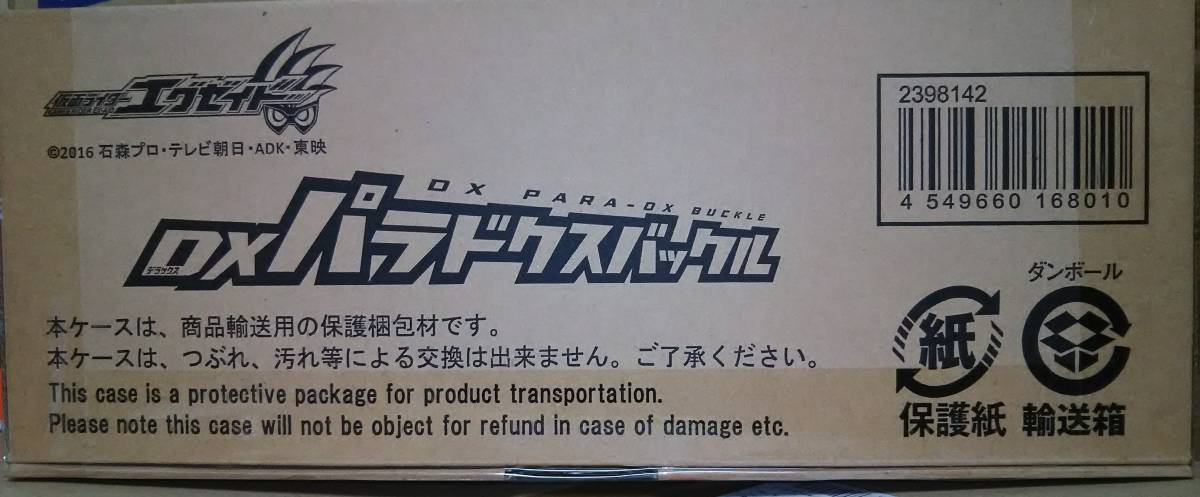 仮面ライダー
エグゼイド
©2016 石森プロ・テレビ朝日・ADK・東映
DX PARA-DX BUCKLE
DXパラドクスバックル
デラックス
2398142
4 549660 168010
本ケースは、商品輸送用の保護梱包材です。
本ケースは、つぶれ、汚れ等による交換は出来ません。ご了承ください。
This case is a protective package for product transportation.
Please note this case will not be object for refund in case of damage etc.
紙
保護紙
ダンボール
輸送箱